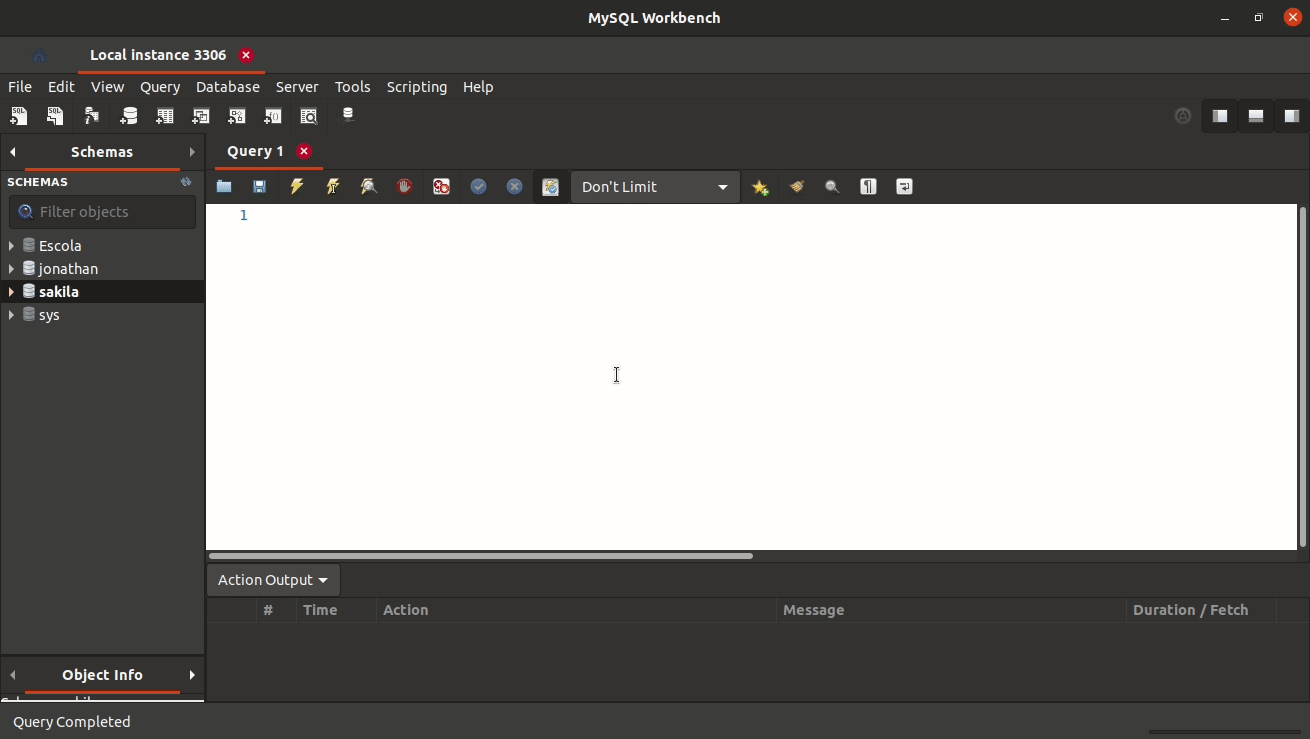 MySQL Workbench
Local instance 3306
File Edit View Query Database Server Tools Scripting Help
SQL SQL
Schemas
Query 1
SCHEMAS
Don't Limit
Filter objects
1
Escola
jonathan
sakila
sys
Action Output
# Time Action Message Duration / Fetch
Object Info
Query Completed